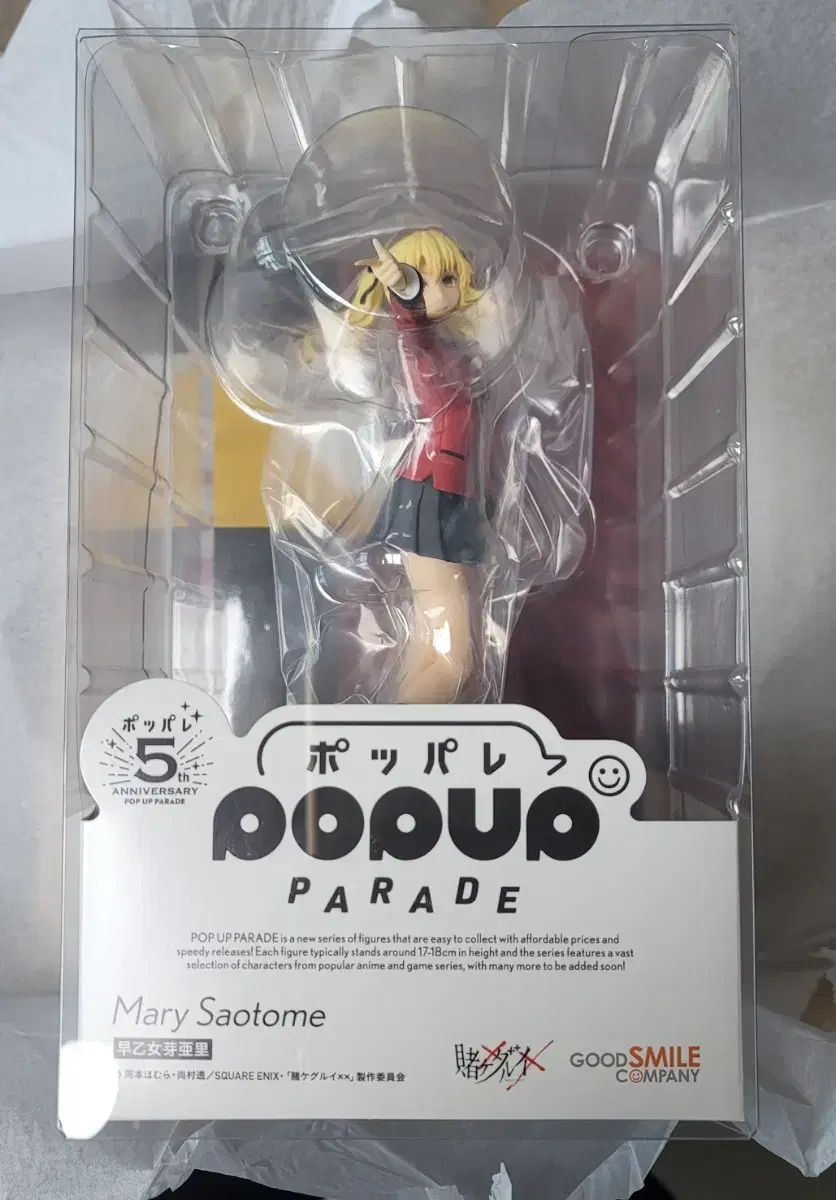 ポッパレ
5th
ANNIVERSARY
POP UP PARADE
ポッパレ
POPUP
PARADE
POP UP PARADE is a new series of figures that are easy to collect with affordable prices and
speedy releases! Each figure typically stands around 17-18cm in height and the series features a vast
selection of characters from popular anime and game series, with many more to be added soon!
Mary Saotome
早乙女芽亜里
河本ほむら・尚村透／SQUARE ENIX・「賭ケグルイ××」製作委員会
賭ケグルイ
GOOD SMILE
COMPANY